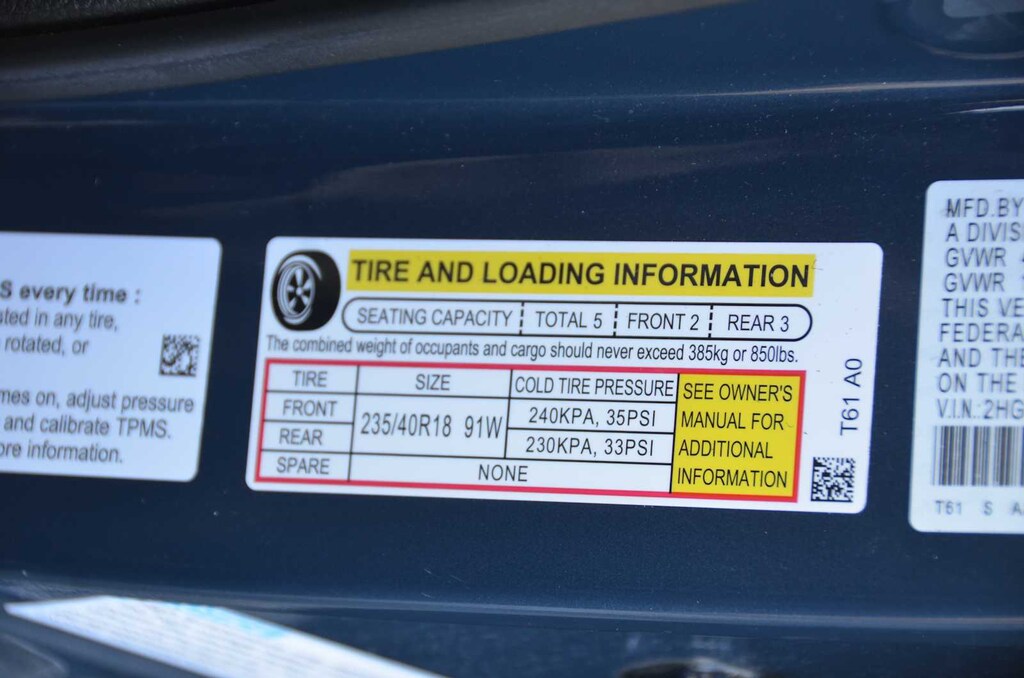 S every time :
in any tire,
rotated, or
on, adjust pressure
and calibrate TPMS.
information.
TIRE AND LOADING INFORMATION
SEATING CAPACITY TOTAL 5 FRONT 2 REAR 3
The combined weight of occupants and cargo should never exceed 385kg or 850lbs.
TIRE SIZE COLD TIRE PRESSURE
FRONT 235/40R18 91W 240KPA, 35PSI
REAR 230KPA, 33PSI
SPARE NONE
SEE OWNER'S
MANUAL FOR
ADDITIONAL
INFORMATION
T61 A0
MFD.BY
A DIVIS
GVWR
GVWR
THIS VE
FEDERA
AND THE
ON THE
V.I.N.:2HG
T61 S A